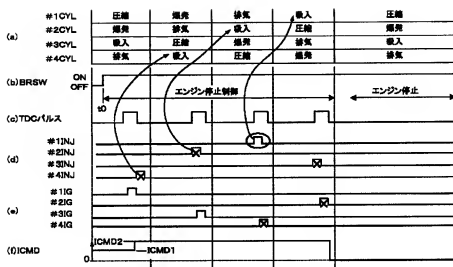 (a) #1CYL 圧縮 爆発 排気 吸入 圧縮
#2CYL 爆発 排気 吸入 圧縮 爆発
#3CYL 吸入 圧縮 爆発 排気 吸入
#4CYL 排気 吸入 圧縮 爆発 排気
(b)BRSW ON
OFF
t0
エンジン停止制御 エンジン停止
(c)TDCパルス
(d) #1INJ
#2INJ
#3INJ
#4INJ
(e) #1IG
#2IG
#3IG
#4IG
(f)ICMD ICMD2 ICMD1
0